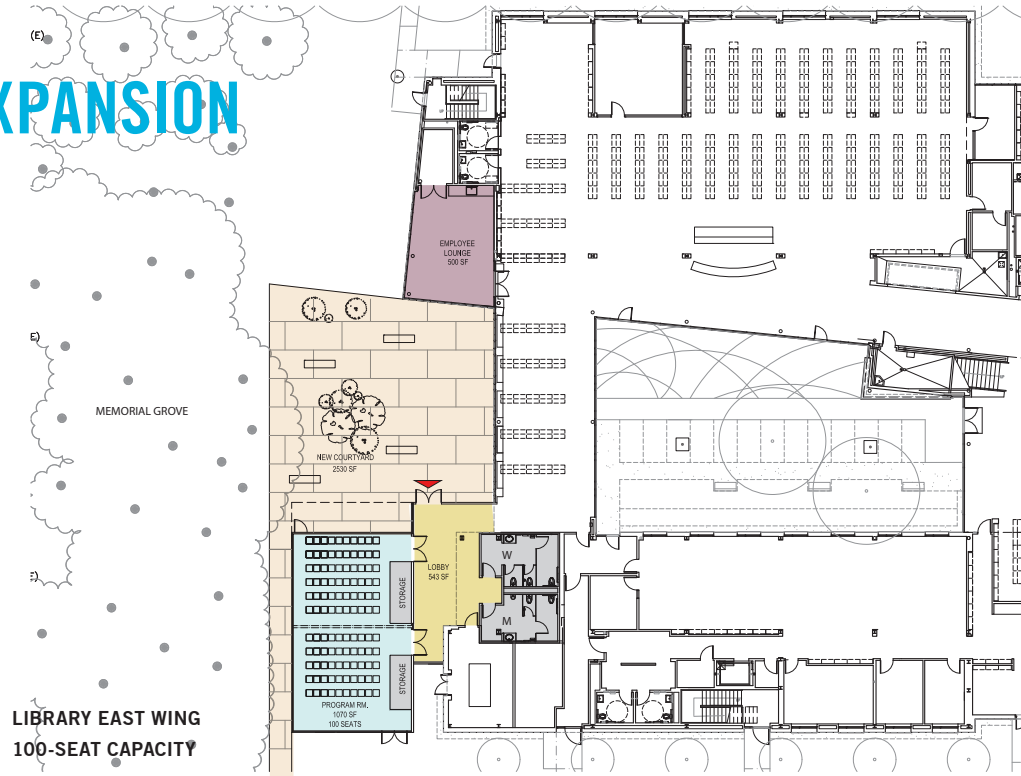 (E)
XPANSION
EMPLOYEE
LOUNGE
500 SF
E)
MEMORIAL GROVE
NEW COURTYARD
2530 SF
W
LOBBY
543 SF
E)
STORAGE
M
STORAGE
PROGRAM RM.
1070 SF
100 SEATS
LIBRARY EAST WING
100-SEAT CAPACITY